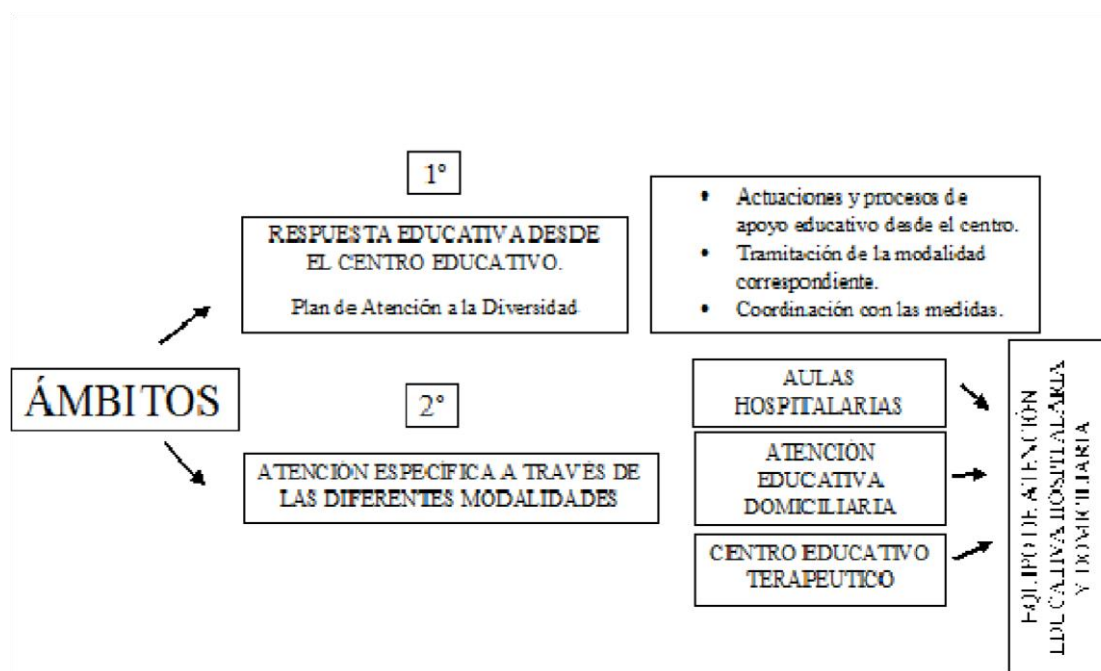 1º
RESPUESTA EDUCATIVA DESDE
EL CENTRO EDUCATIVO.
Plan de Atención a la Diversidad
• Actuaciones y procesos de
apoyo educativo desde el centro.
• Tramitación de la modalidad
correspondiente.
• Coordinación con las medidas.
ÁMBITOS
2º
ATENCIÓN ESPECÍFICA A TRAVÉS DE
LAS DIFERENTES MODALIDADES
AULAS
HOSPITALARIAS
ATENCIÓN
EDUCATIVA
DOMICILIARIA
CENTRO EDUCATIVO
TERAPEUTICO
EQUIPO DE ATENCIÓN
EDUCATIVA HOSPITALARIA
Y DOMICILIARIA